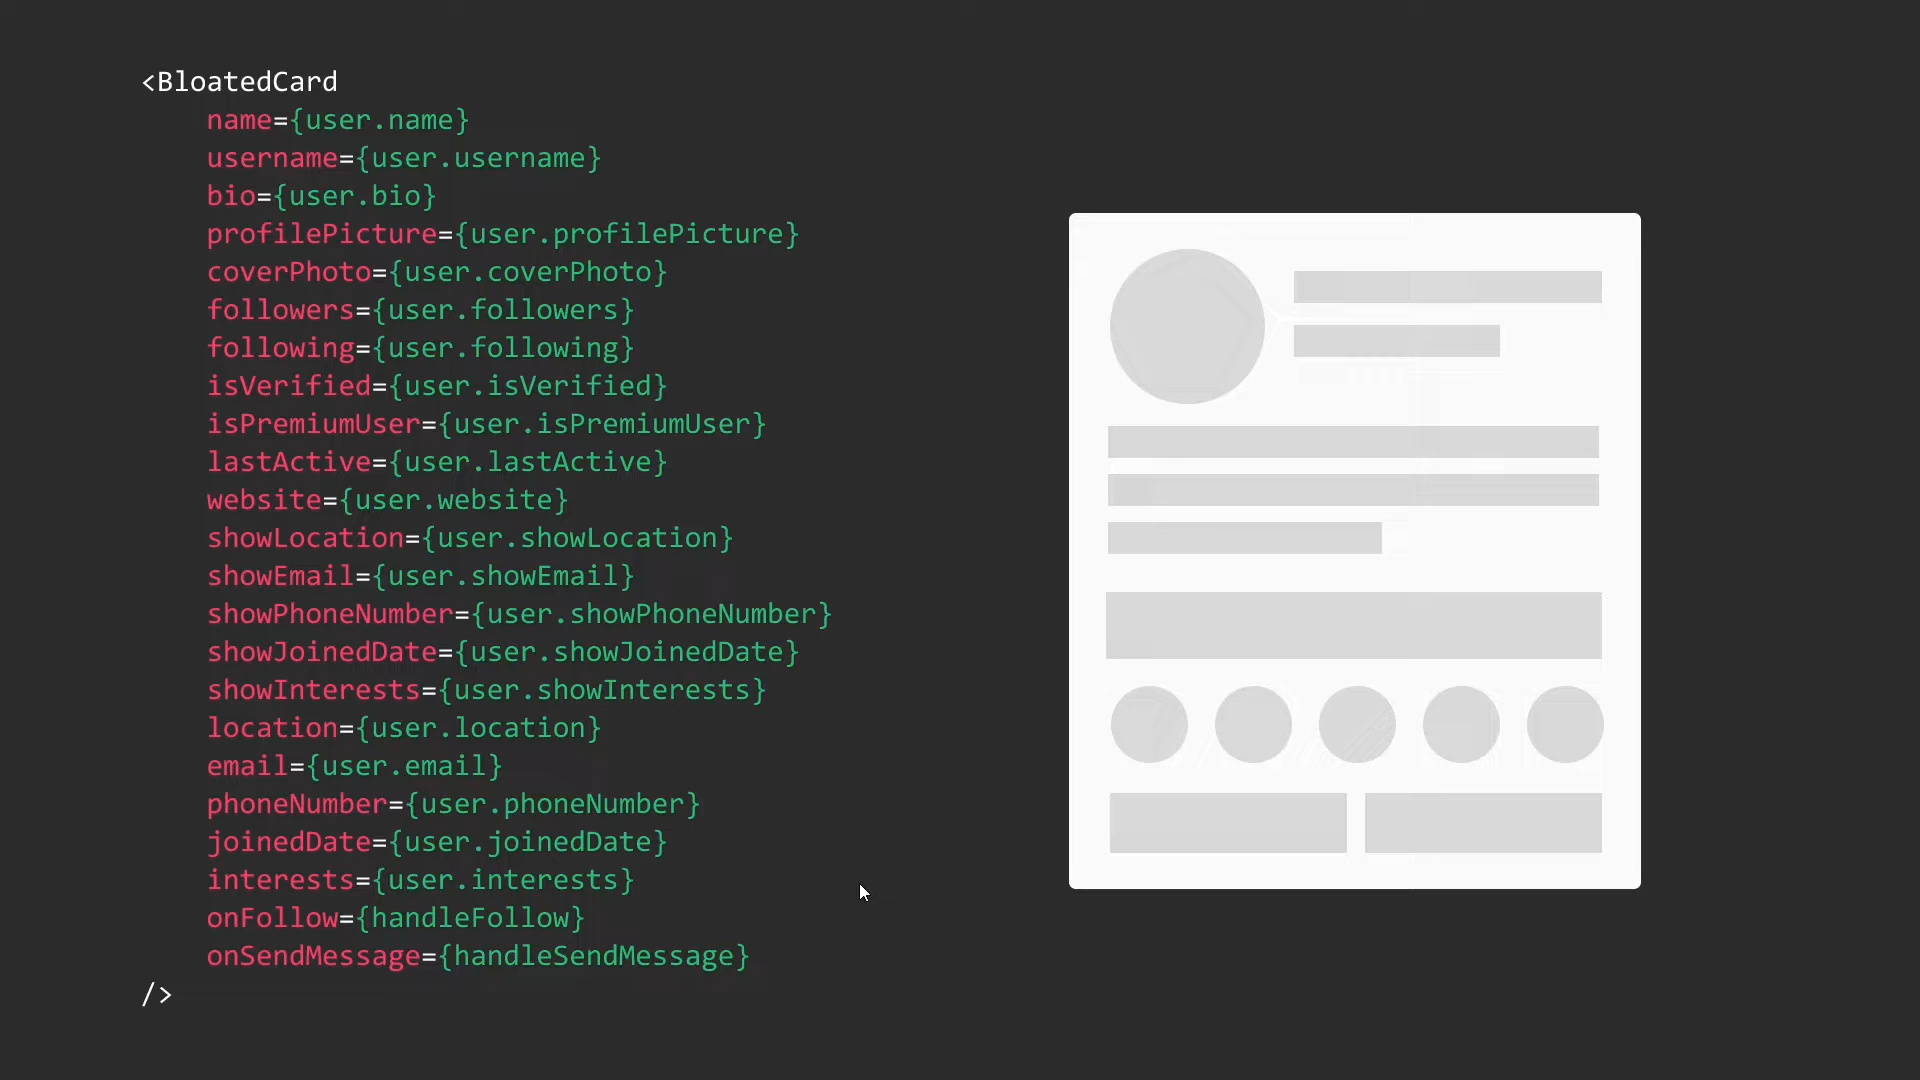 <BloatedCard
name={user.name}
username={user.username}
bio={user.bio}
profilePicture={user.profilePicture}
coverPhoto={user.coverPhoto}
followers={user.followers}
following={user.following}
isVerified={user.isVerified}
isPremiumUser={user.isPremiumUser}
lastActive={user.lastActive}
website={user.website}
showLocation={user.showLocation}
showEmail={user.showEmail}
showPhoneNumber={user.showPhoneNumber}
showJoinedDate={user.showJoinedDate}
showInterests={user.showInterests}
location={user.location}
email={user.email}
phoneNumber={user.phoneNumber}
joinedDate={user.joinedDate}
interests={user.interests}
onFollow={handleFollow}
onSendMessage={handleSendMessage}
/>